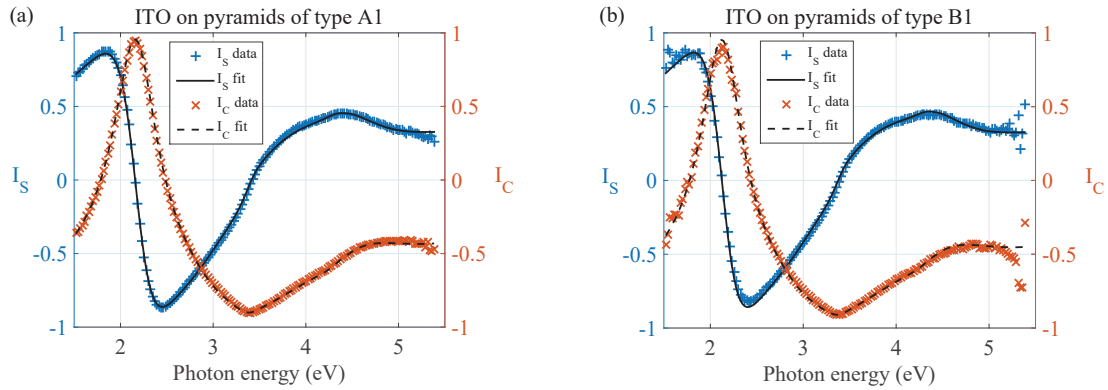 (a)
ITO on pyramids of type A1
1
0.5
0
-0.5
-1
I_S
1
0.5
0
-0.5
-1
I_C
I_S data
I_S fit
I_C data
I_C fit
2
3
4
5
Photon energy (eV)
(b)
ITO on pyramids of type B1
1
0.5
0
-0.5
-1
I_S
1
0.5
0
-0.5
-1
I_C
I_S data
I_S fit
I_C data
I_C fit
2
3
4
5
Photon energy (eV)